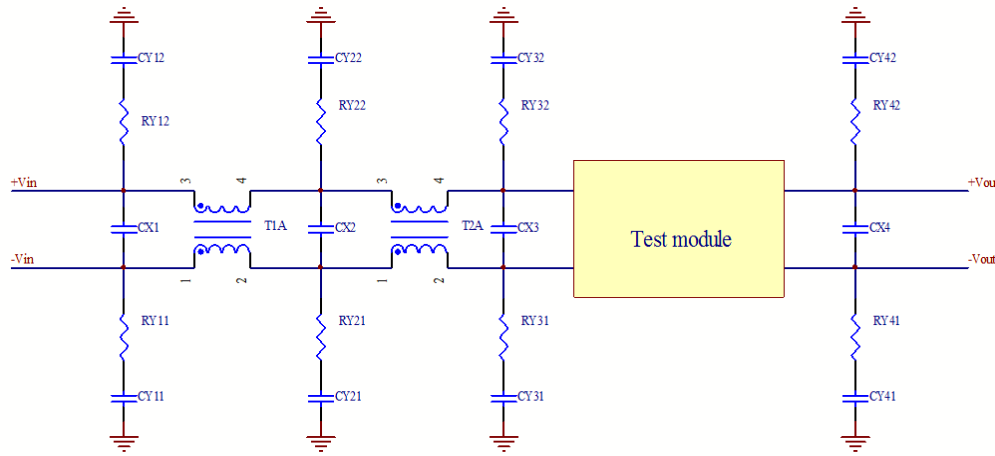 CY12 CY22 CY32 CY42
RY12 RY22 RY32 RY42
+Vin 3 4 3 4 +Vou
CX1 T1A CX2 T2A CX3 Test module CX4
-Vin 1 2 1 2 -Vout
RY11 RY21 RY31 RY41
CY11 CY21 CY31 CY41